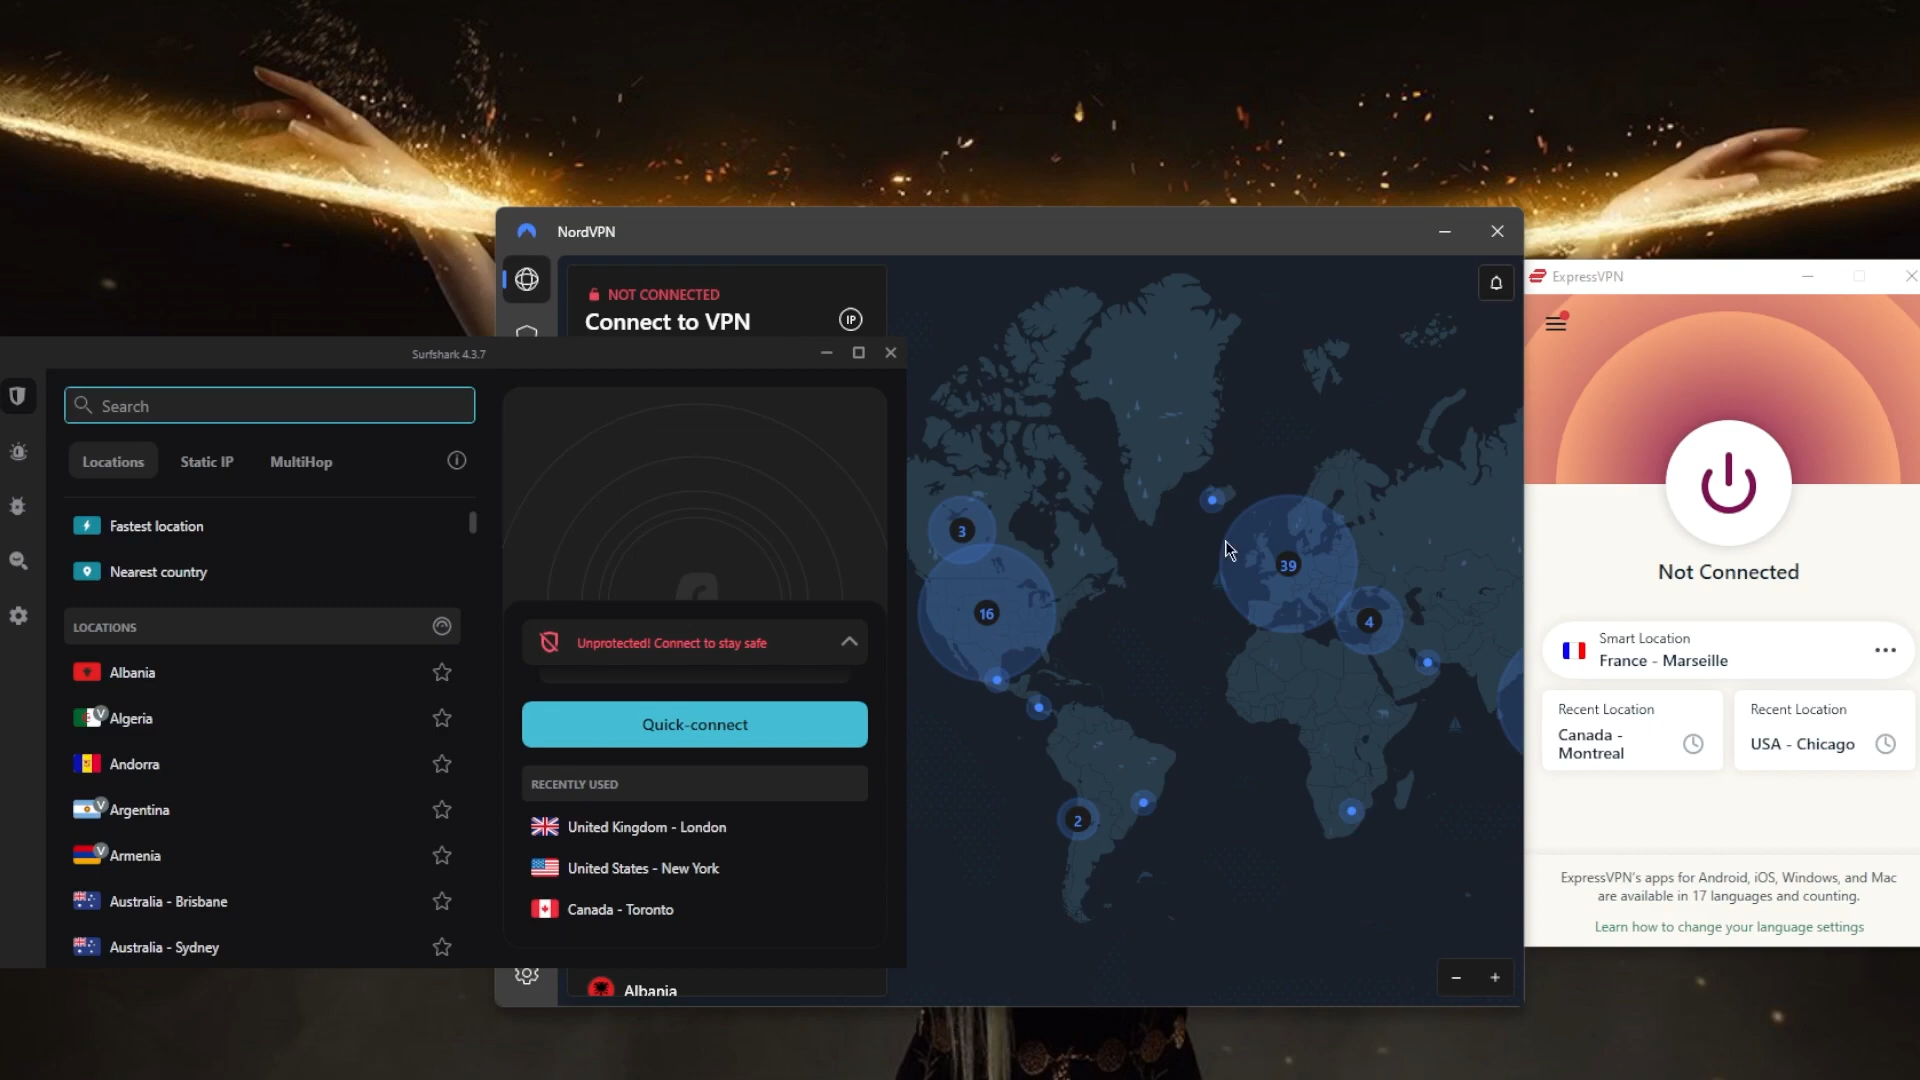 NordVPN
NOT CONNECTED
Connect to VPN
IP
Surfshark 4.3.7
Search
Locations
Static IP
MultiHop
Fastest location
Nearest country
LOCATIONS
Albania
V
Algeria
Andorra
V
Argentina
V
Armenia
Australia - Brisbane
Australia - Sydney
Unprotected! Connect to stay safe
Quick-connect
RECENTLY USED
United Kingdom - London
United States - New York
Canada - Toronto
Albania
3
16
39
4
2
ExpressVPN
Not Connected
Smart Location
France - Marseille
Recent Location
Canada -
Montreal
Recent Location
USA - Chicago
ExpressVPN's apps for Android, iOS, Windows, and Mac
are available in 17 languages and counting.
Learn how to change your language settings